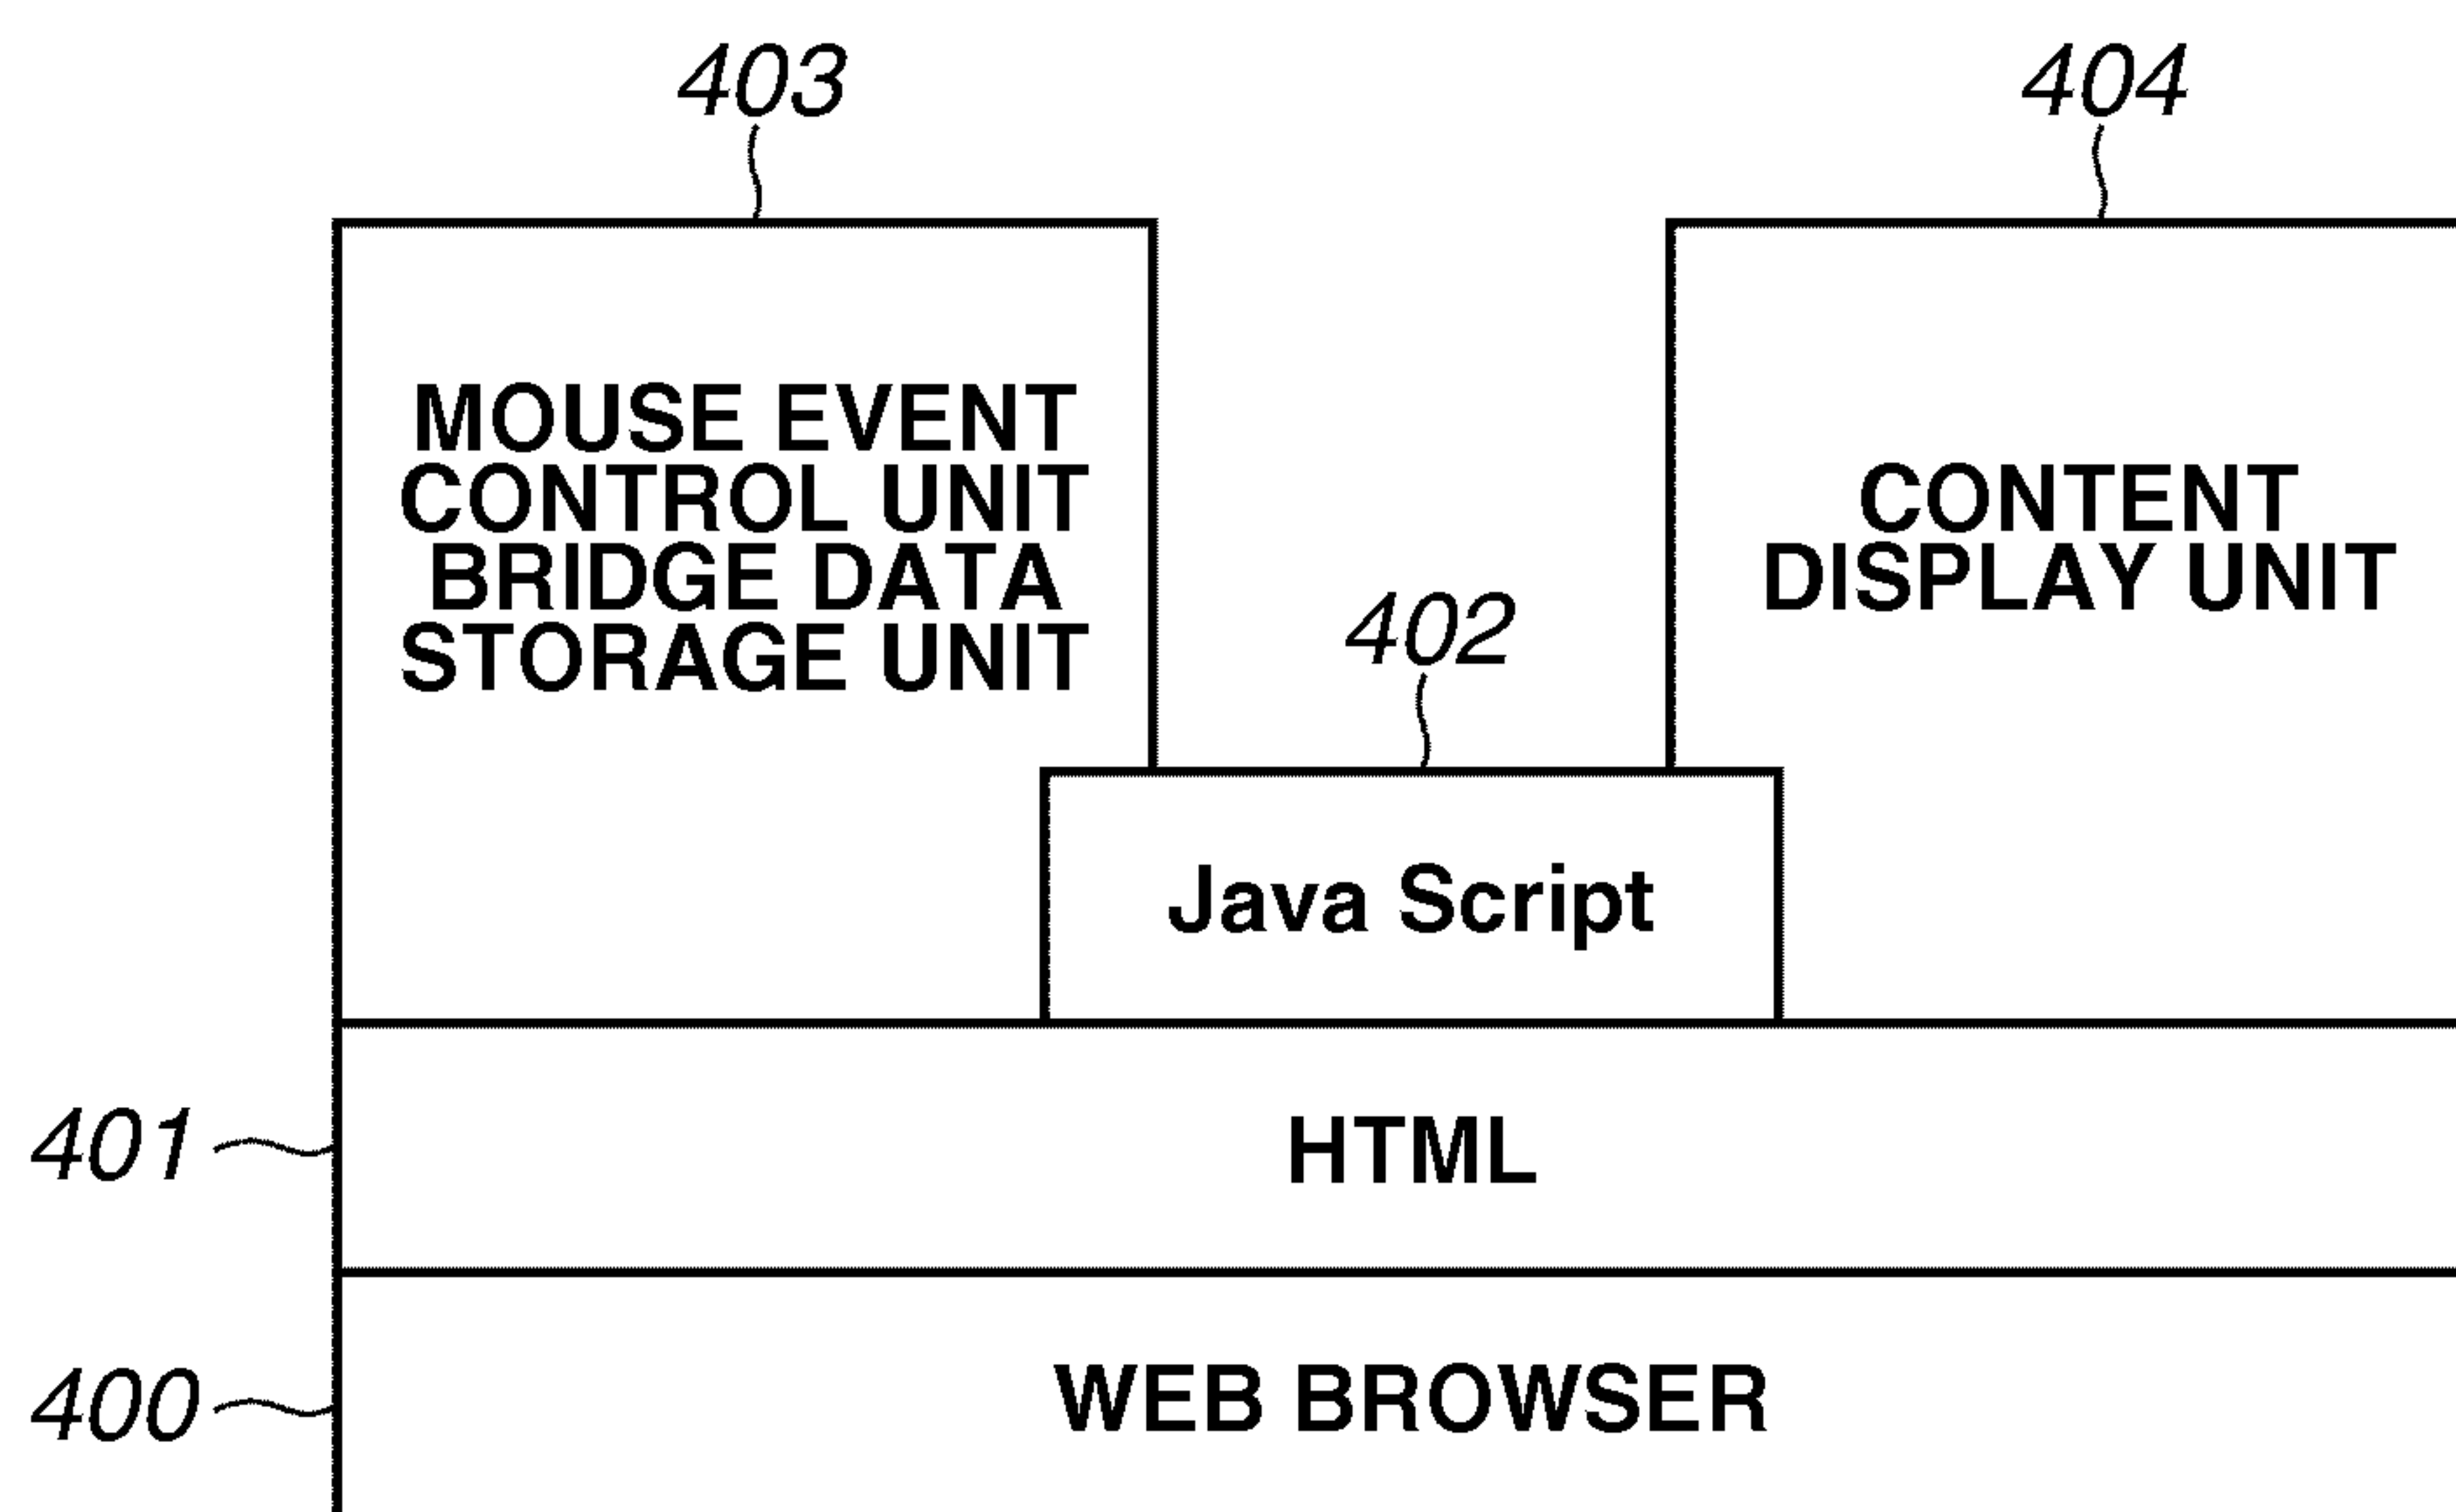 403
404
MOUSE EVENT
CONTROL UNIT
BRIDGE DATA
STORAGE UNIT
CONTENT
DISPLAY UNIT
402
Java Script
401
HTML
400
WEB BROWSER